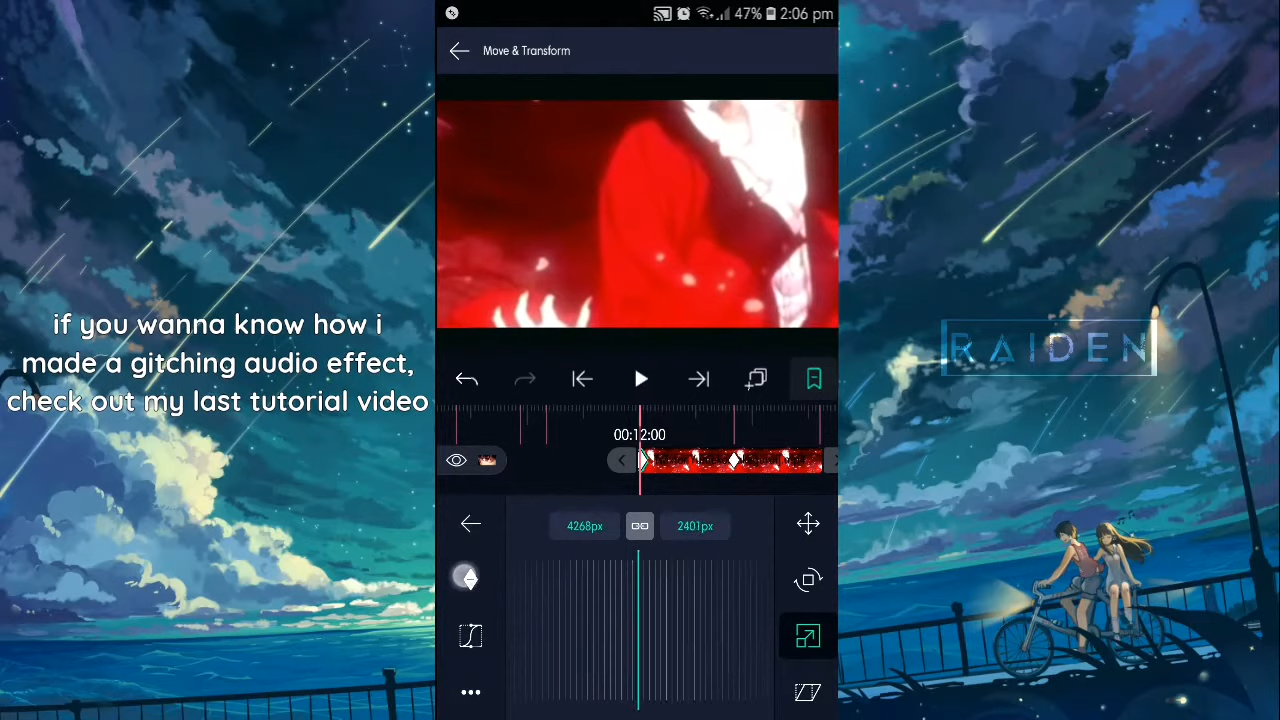 47% 2:06 pm
Move & Transform
if you wanna know how i
made a gitching audio effect,
check out my last tutorial video
RAIDEN
00:12:00
4268px
2401px